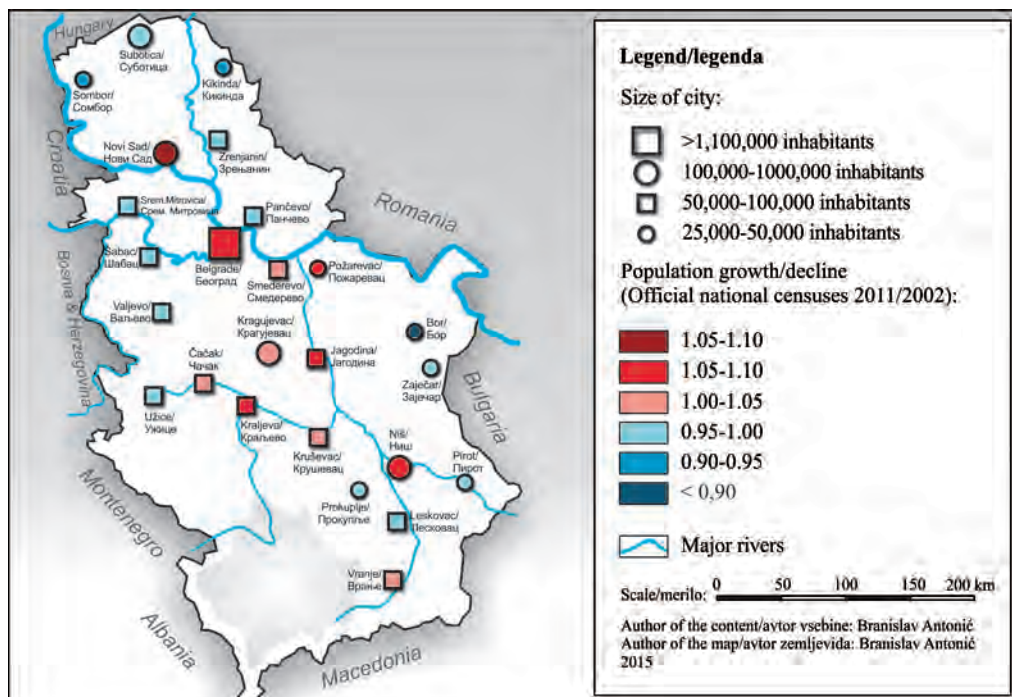 Hungary
Subotica/
Суботица
Sombor/
Сомбор
Kikinda/
Кикинда
Croatia
Novi Sad/
Нови Сад
Zrenjanin/
Зрењанин
Srem.Mitrovica/
Срем. Митровица
Pančevo/
Панчево
Romania
Bosnia & Herzegovina
Šabac/
Шабац
Belgrade/
Београд
Smederevo/
Смедерево
Požarevac/
Пожаревац
Valjevo/
Ваљево
Kragujevac/
Крагујевац
Bor/
Бор
Čačak/
Чачак
Jagodina/
Јагодина
Zaječar/
Зајечар
Bulgaria
Užice/
Ужице
Kraljevo/
Краљево
Kruševac/
Крушевац
Niš/
Ниш
Pirot/
Пирот
Montenegro
Prokuplje/
Прокупље
Leskovac/
Лесковац
Vranje/
Врање
Albania
Macedonia
Legend/legenda
Size of city:
>1,100,000 inhabitants
100,000-1000,000 inhabitants
50,000-100,000 inhabitants
25,000-50,000 inhabitants
Population growth/decline
(Official national censuses 2011/2002):
1.05-1.10
1.05-1.10
1.00-1.05
0.95-1.00
0.90-0.95
< 0,90
Major rivers
Scale/merilo:
0 50 100 150 200 km
Author of the content/avtor vsebine: Branislav Antonić
Author of the map/avtor zemljevida: Branislav Antonić
2015